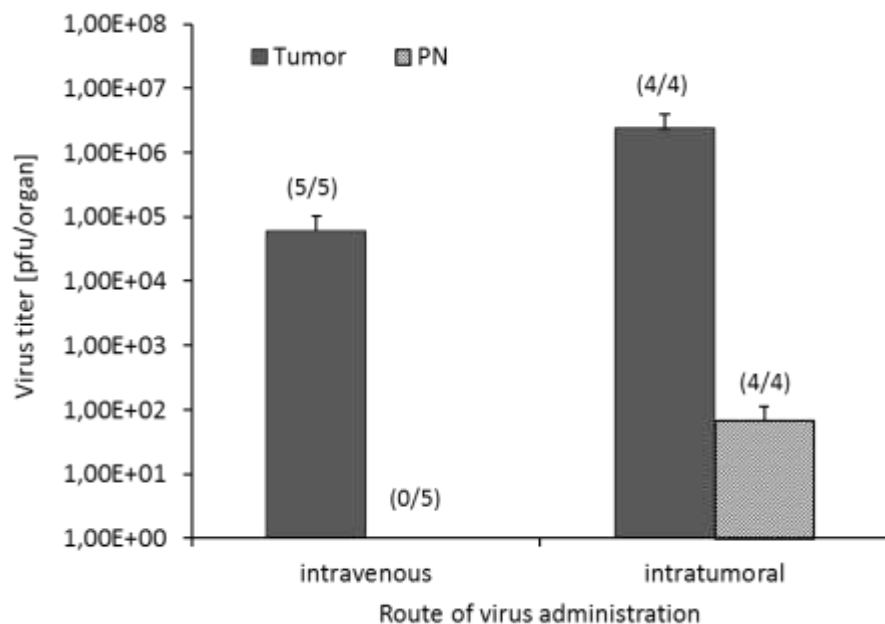 1,00E+08
1,00E+07
1,00E+06
1,00E+05
1,00E+04
1,00E+03
1,00E+02
1,00E+01
1,00E+00
Virus titer [pfu/organ]
Tumor PN
(5/5)
(0/5)
(4/4)
(4/4)
intravenous intratumoral
Route of virus administration